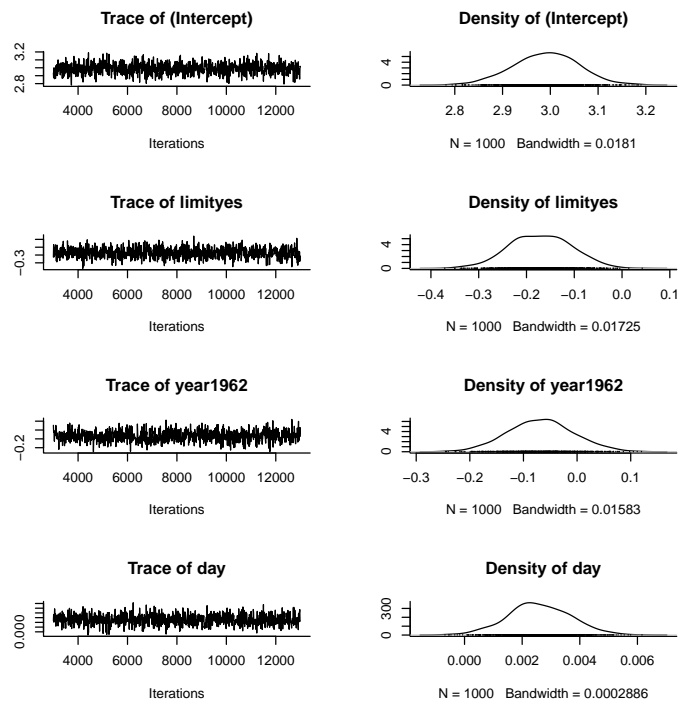 Trace of (Intercept)
2.8 3.2
4000 6000 8000 10000 12000
Iterations
Density of (Intercept)
0 4
2.8 2.9 3.0 3.1 3.2
N = 1000 Bandwidth = 0.0181
Trace of limityes
−0.3
4000 6000 8000 10000 12000
Iterations
Density of limityes
0 4
−0.4 −0.3 −0.2 −0.1 0.0 0.1
N = 1000 Bandwidth = 0.01725
Trace of year1962
−0.2
4000 6000 8000 10000 12000
Iterations
Density of year1962
0 4
−0.3 −0.2 −0.1 0.0 0.1
N = 1000 Bandwidth = 0.01583
Trace of day
0.000
4000 6000 8000 10000 12000
Iterations
Density of day
0 300
0.000 0.002 0.004 0.006
N = 1000 Bandwidth = 0.0002886